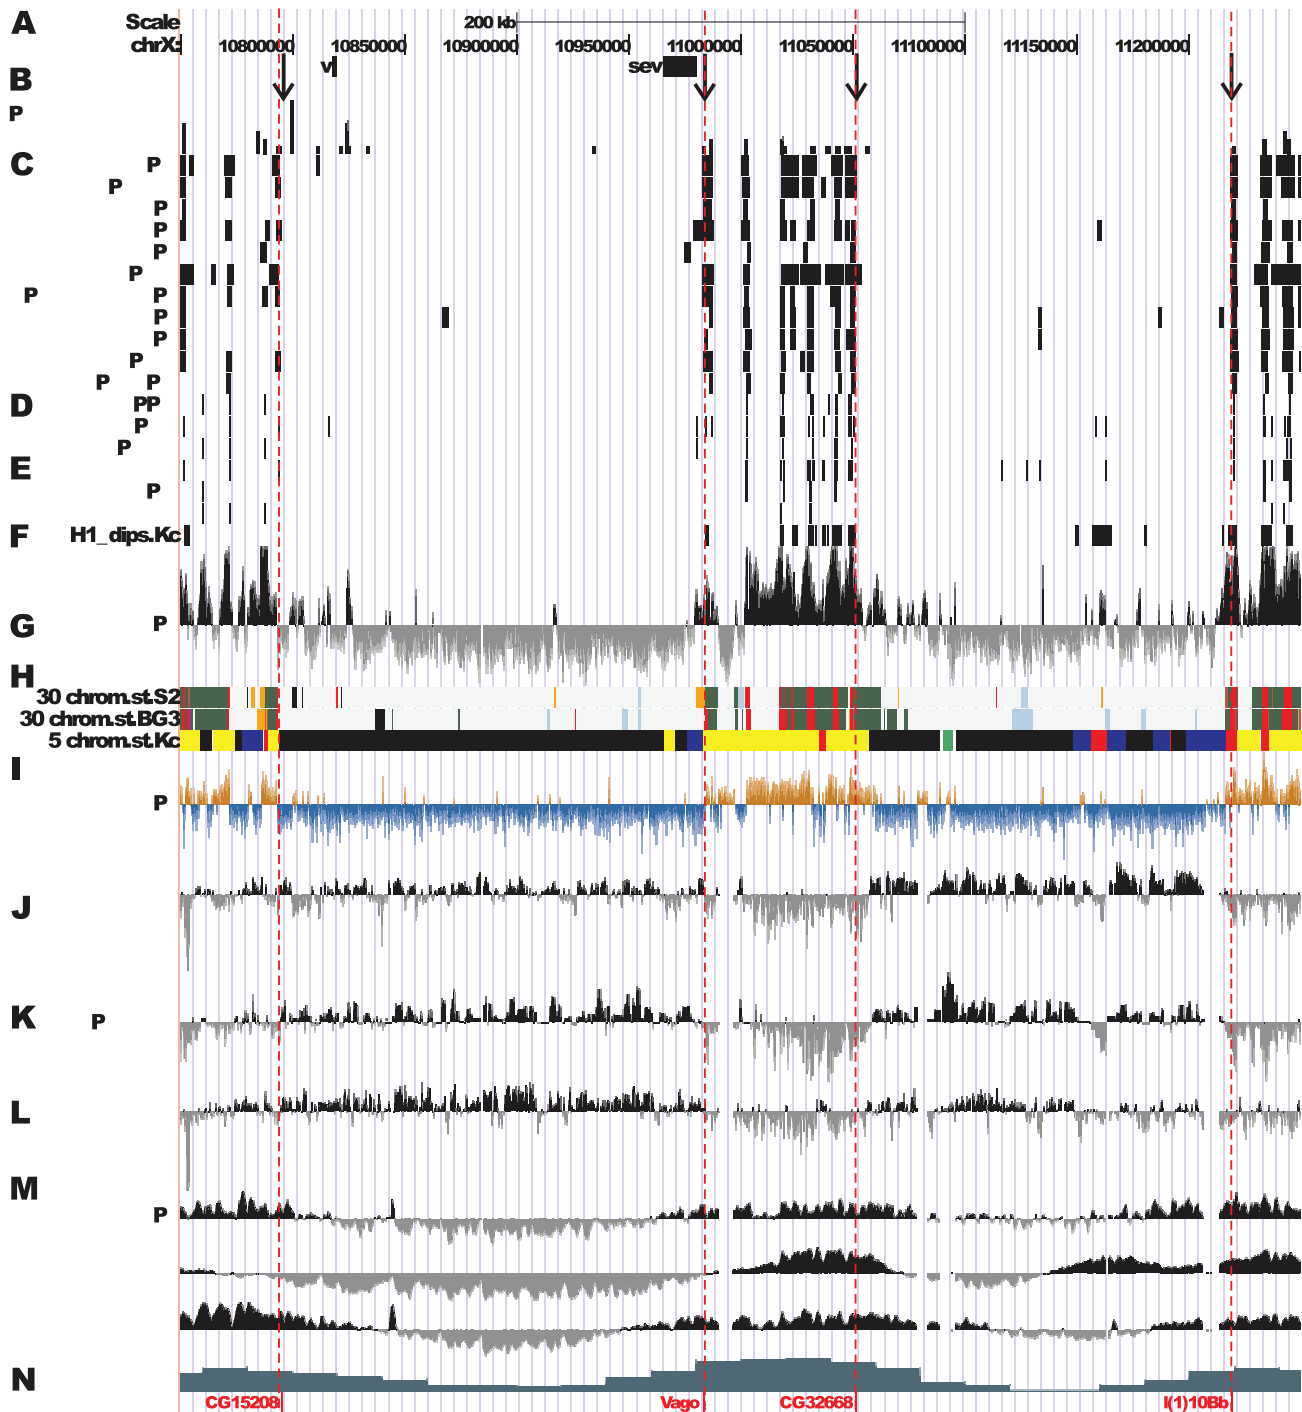 A Scale 200 kb
chrX: 10800000 10850000 10900000 10950000 11000000 11050000 11100000 11150000 11200000
B v sev
P
C P
P
P
P
P
P
P P
P
P
P
P P
D PP
P
P
E
P
F H1_dips.Kc
G P
H
30 chrom.st.S2
30 chrom.st.BG3
5 chrom.st.Kc
I
P
J
K P
L
M
P
N
CG15208 Vago CG32668 l(1)10Bb